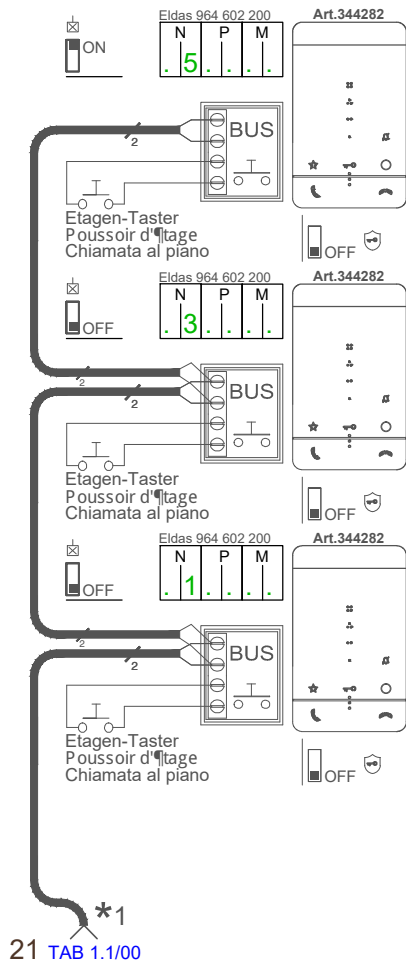 Eldas 964 602 200 Art.344282
ON
N P M
. 5 . . . .
BUS
2
Etagen-Taster
Poussoir d'¶tage
Chiamata al piano
OFF
Eldas 964 602 200 Art.344282
N P M
OFF
. 3 . . . .
2
BUS
2
Etagen-Taster
Poussoir d'¶tage
Chiamata al piano
OFF
Eldas 964 602 200 Art.344282
N P M
OFF
. 1 . . . .
2
BUS
2
Etagen-Taster
Poussoir d'¶tage
Chiamata al piano
OFF
*1
21 TAB 1.1/00